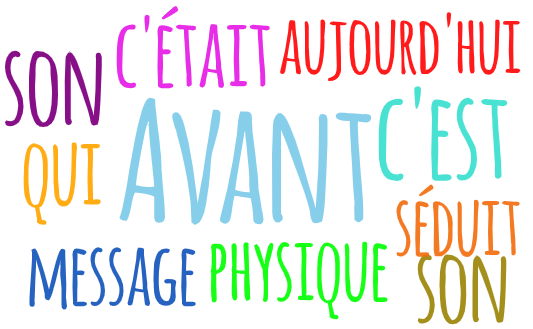 SON C'ÉTAIT AUJOURD'HUI
QUI AVANT C'EST
MESSAGE PHYSIQUE SÉDUIT
SON